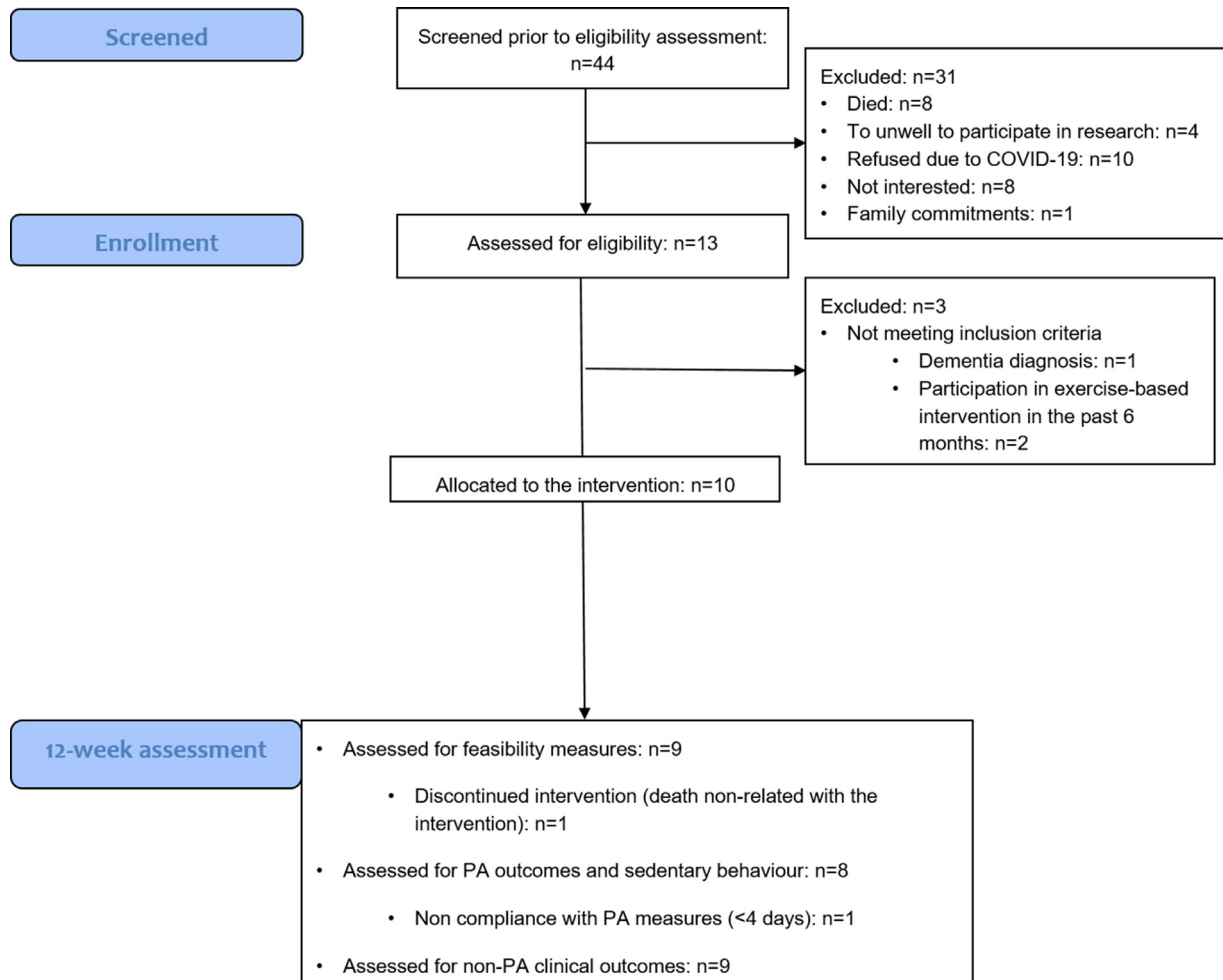 Screened
Screened prior to eligibility assessment:
n=44
Excluded: n=31
• Died: n=8
• To unwell to participate in research: n=4
• Refused due to COVID-19: n=10
• Not interested: n=8
• Family commitments: n=1
Enrollment
Assessed for eligibility: n=13
Excluded: n=3
• Not meeting inclusion criteria
• Dementia diagnosis: n=1
• Participation in exercise-based
intervention in the past 6
months: n=2
Allocated to the intervention: n=10
12-week assessment
• Assessed for feasibility measures: n=9
• Discontinued intervention (death non-related with the
intervention): n=1
• Assessed for PA outcomes and sedentary behaviour: n=8
• Non compliance with PA measures (<4 days): n=1
• Assessed for non-PA clinical outcomes: n=9